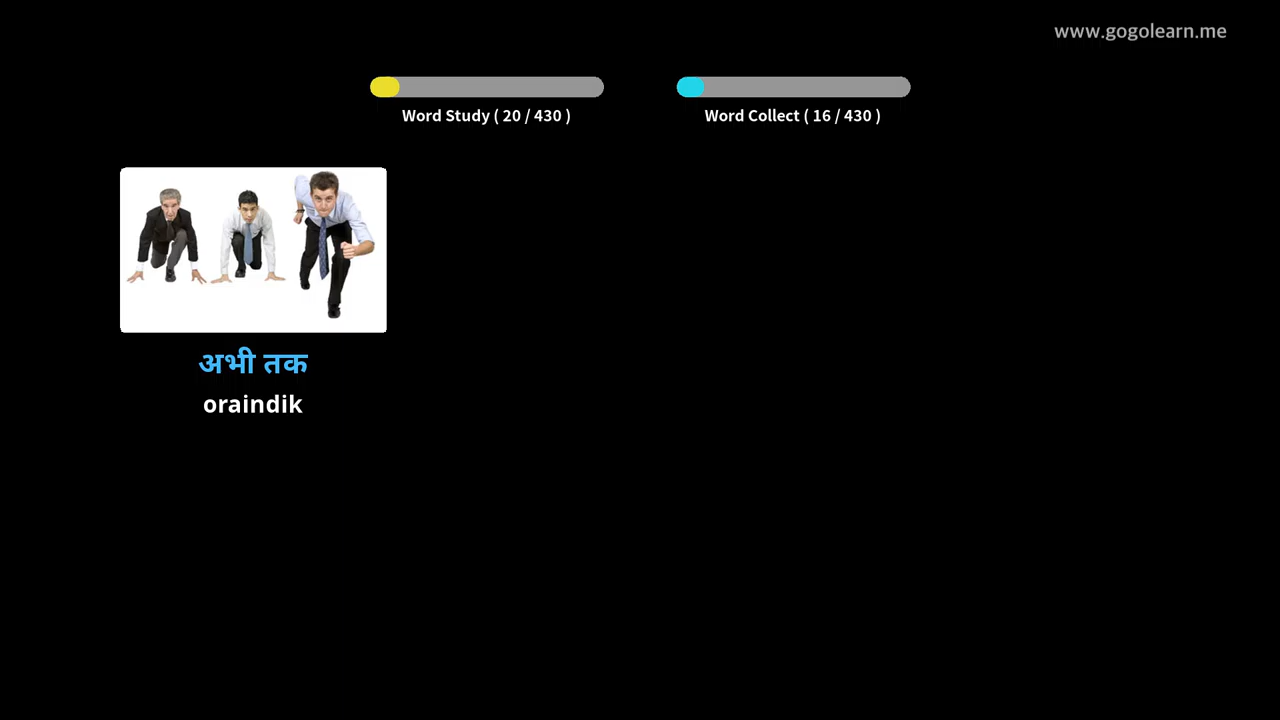 www.gogolearn.me
Word Study ( 20 / 430 )
Word Collect ( 16 / 430 )
अभी तक
oraindik